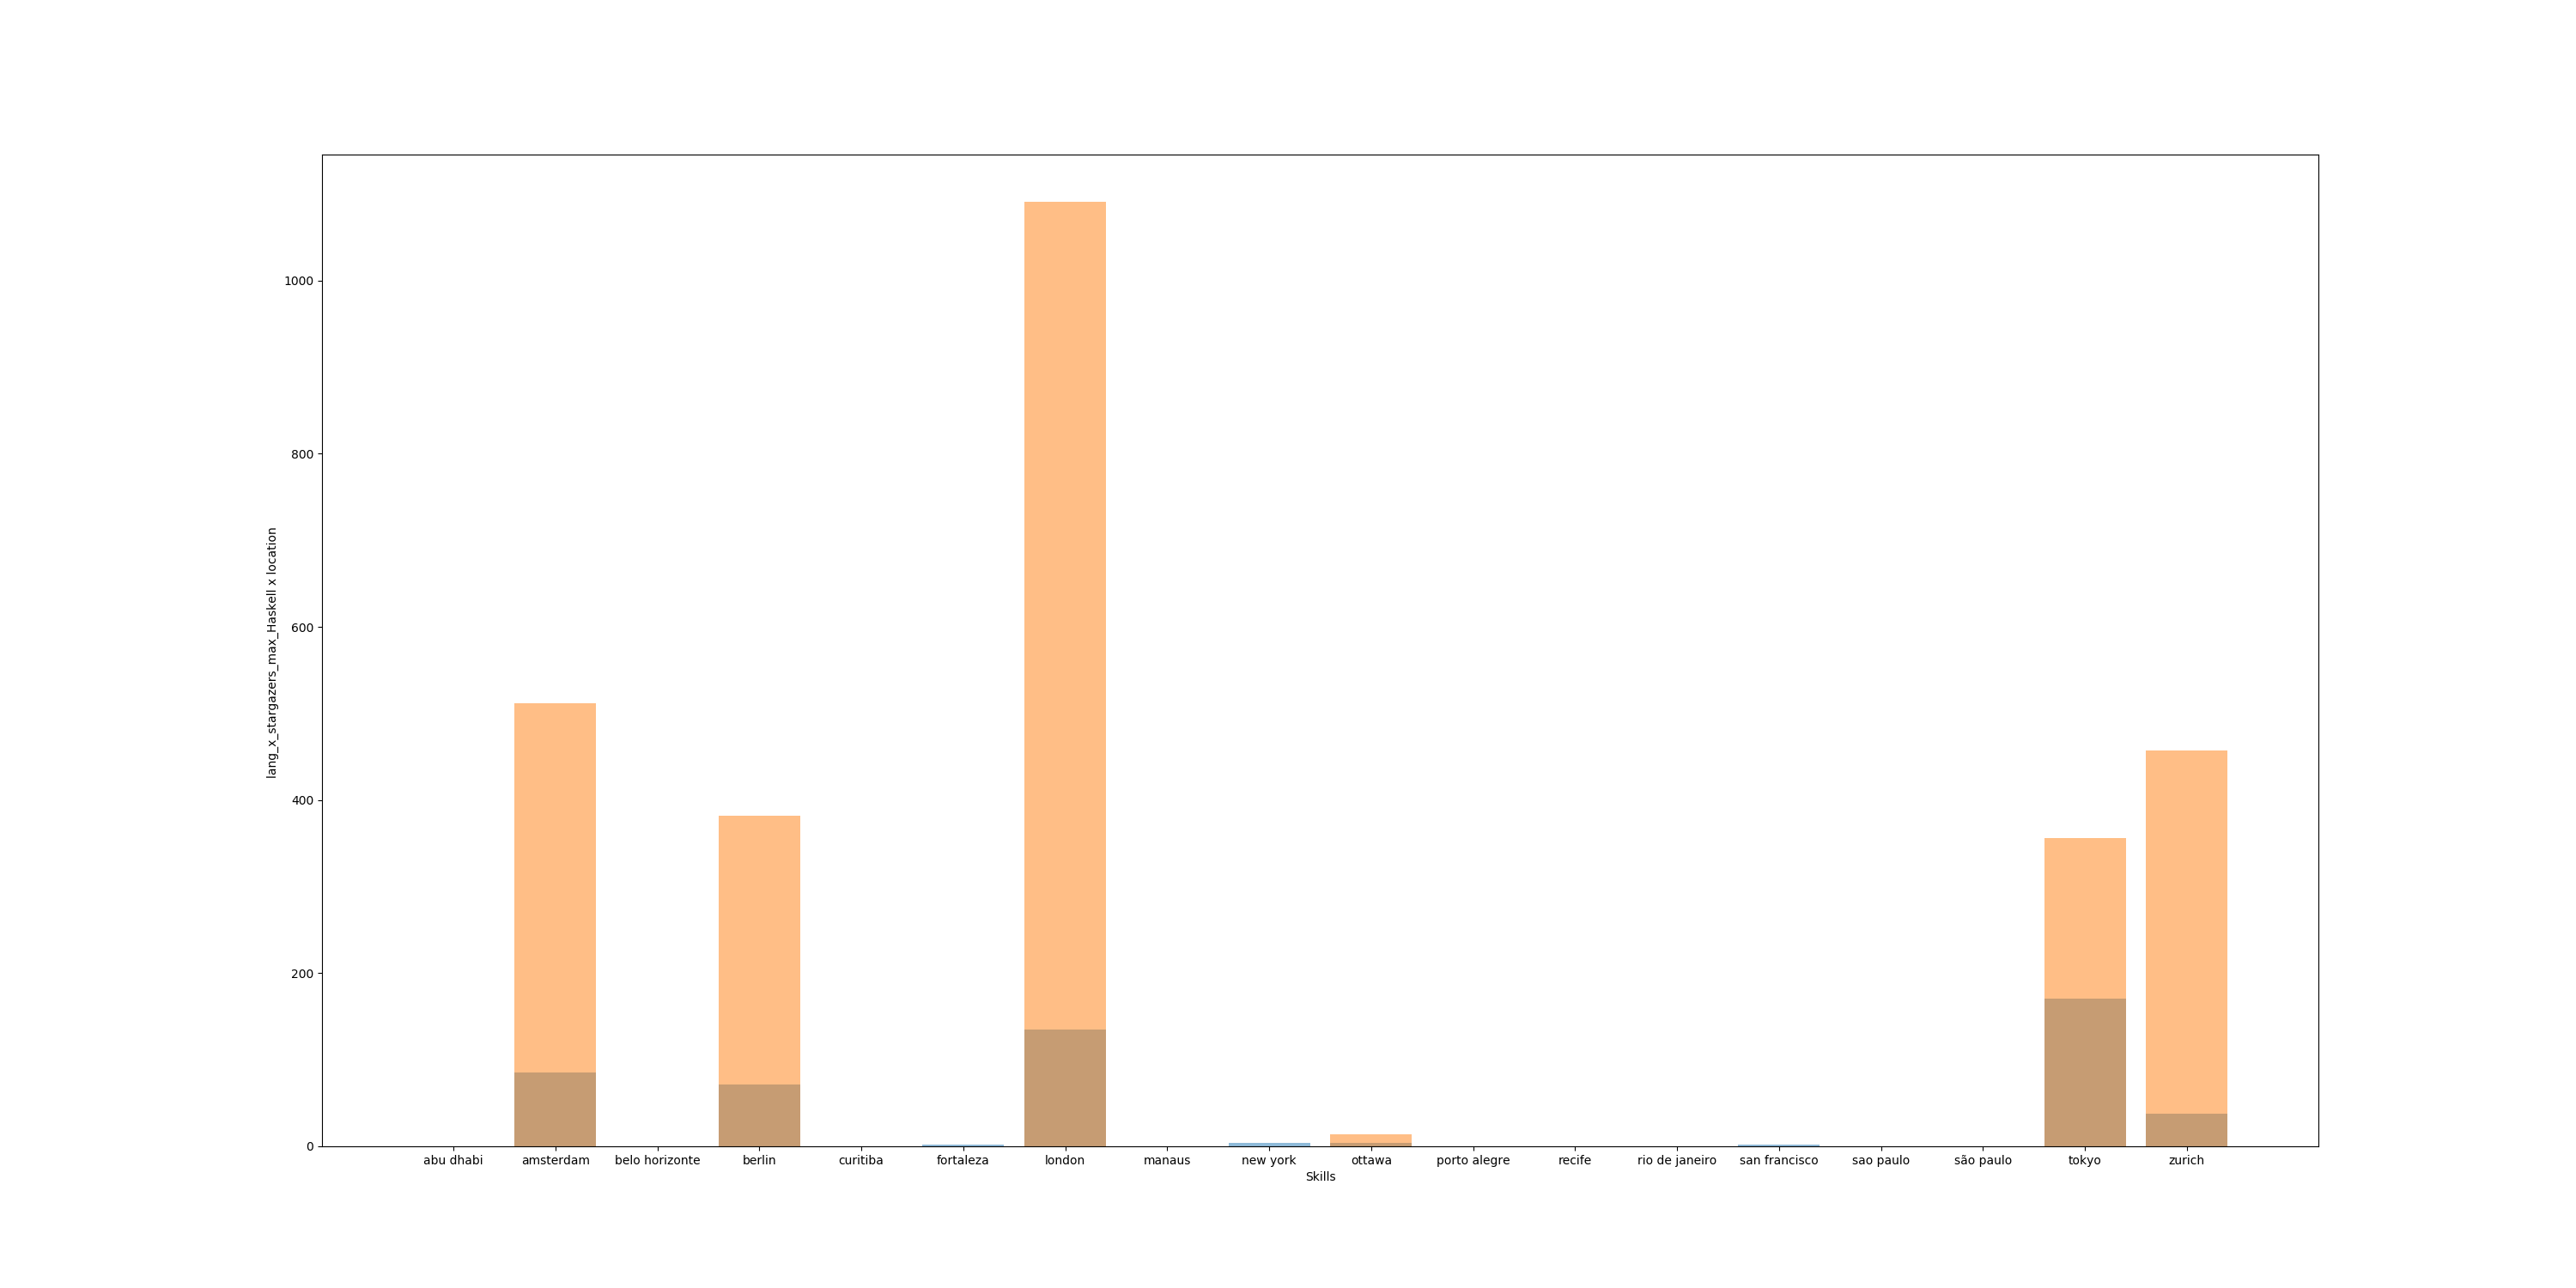 lang_x_stargazers_max_Haskell x location
1000
800
600
400
200
0
abu dhabi amsterdam belo horizonte berlin curitiba fortaleza london manaus new york ottawa porto alegre recife rio de janeiro san francisco sao paulo são paulo tokyo zurich
Skills